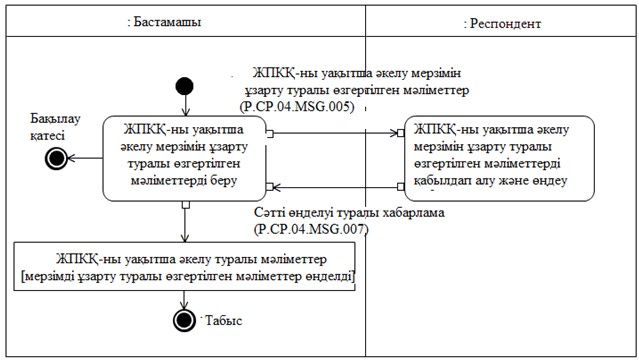 : Бастамашы
: Респондент
ЖПКҚ-ны уақытша әкелу мерзімін
ұзарту туралы өзгертілген мәліметтер
(P.CP.04.MSG.005)
Бақылау
қатесі
ЖПКҚ-ны уақытша
әкелу мерзімін ұзарту
туралы өзгертілген
мәліметтерді беру
ЖПКҚ-ны уақытша әкелу
мерзімін ұзарту туралы
өзгертілген мәліметтерді
қабылдап алу және өңдеу
Сәтті өңделуі туралы хабарлама
(P.CP.04.MSG.007)
ЖПКҚ-ны уақытша әкелу туралы мәліметтер
[мерзімді ұзарту туралы өзгертілген мәліметтер өңделді]
Табыс